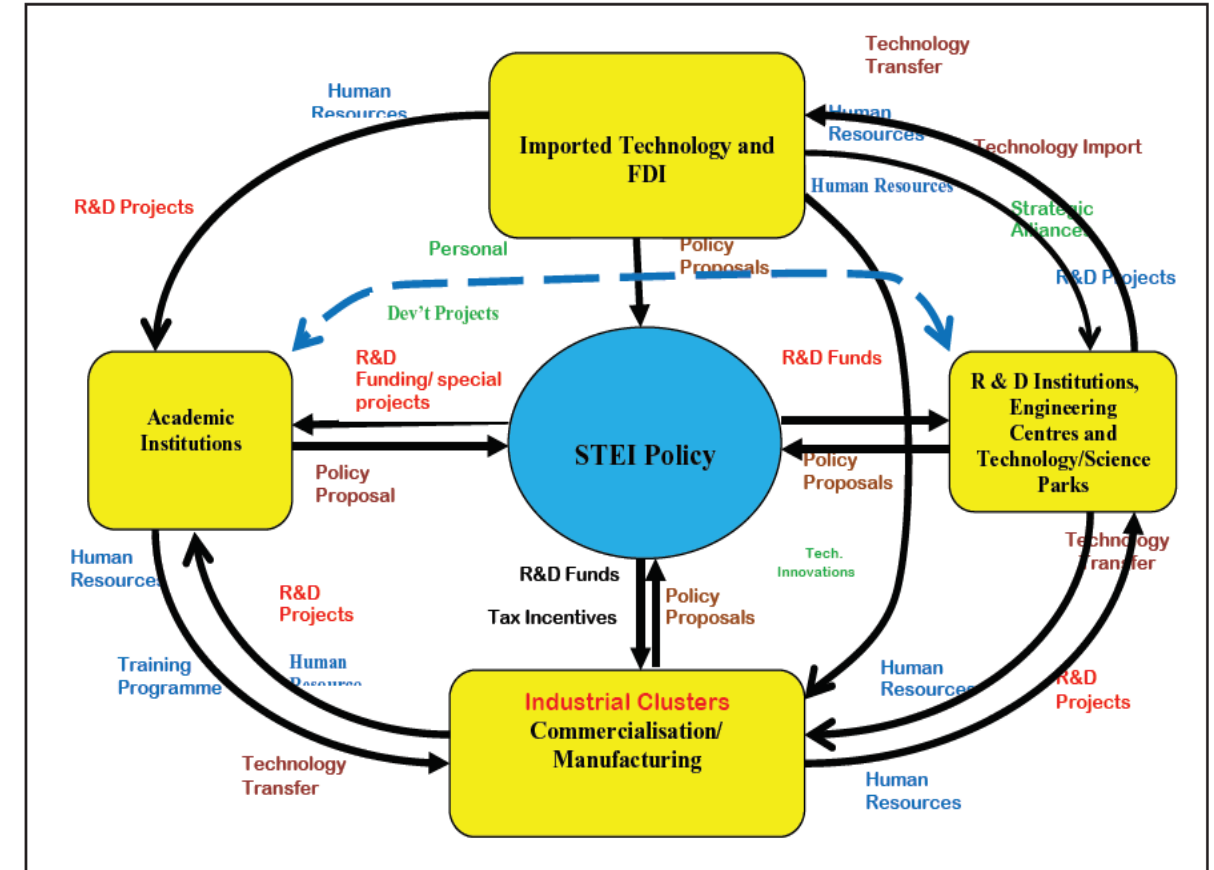 Technology
Transfer
Human
Resources
Human
Resources
Imported Technology and
FDI
Technology Import
Human Resources
R&D Projects
Strategic
Alliances
Personal
Policy
Proposals
R&D Projects
Dev't Projects
R&D
Funding/ special
projects
R&D Funds
R & D Institutions,
Engineering
Centres and
Technology/Science
Parks
Academic
Institutions
STEI Policy
Policy
Proposal
Policy
Proposals
Human
Resources
Technology
Transfer
Tech.
Innovations
R&D Funds
Tax Incentives
Policy
Proposals
R&D
Projects
Training
Programme
Human
Resource
Human
Resources
R&D
Projects
Industrial Clusters
Commercialisation/
Manufacturing
Technology
Transfer
Human
Resources